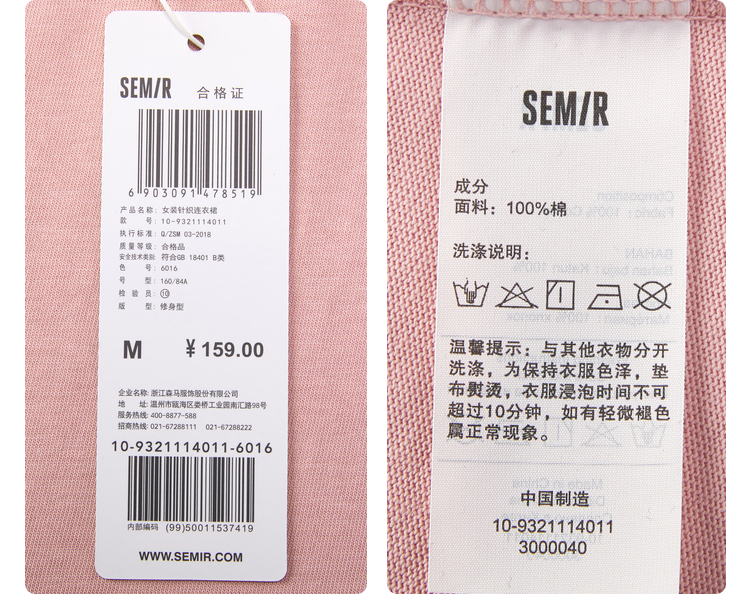 SEMIR 合格证
6 903091 478519
产品名称: 女装针织连衣裙
款 号: 10-9321114011
执行标准: Q/ZSM 03-2018
质量等级: 合格品
安全技术类别: 符合GB 18401 B类
色 号: 6016
号 型: 160/84A
检 验 员: ⑩
版 型: 修身型
M ¥159.00
企业名称: 浙江森马服饰股份有限公司
地 址: 温州市瓯海区娄桥工业园南汇路98号
服务热线: 400-8877-588
招商热线: 021-67288111 021-67288222
10-9321114011-6016
内部编码 (99)50011537419
WWW.SEMIR.COM
SEMIR
成分
面料: 100%棉
洗涤说明:
温馨提示: 与其他衣物分开
洗涤, 为保持衣服色泽, 垫
布熨烫, 衣服浸泡时间不可
超过10分钟, 如有轻微褪色
属正常现象。
中国制造
10-9321114011
3000040